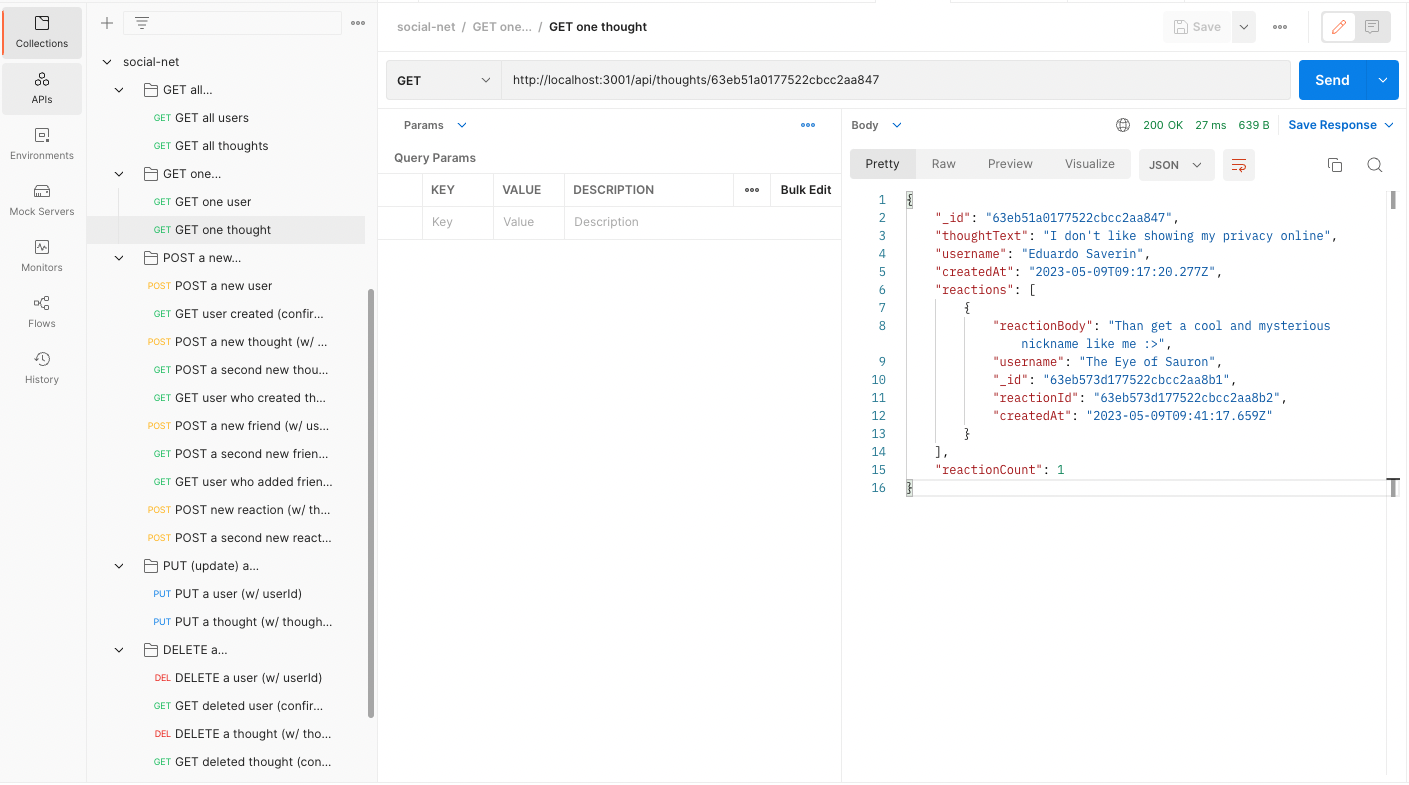 Collections
APIs
Environments
Mock Servers
Monitors
Flows
History
social-net
GET all...
GET GET all users
GET GET all thoughts
GET one...
GET GET one user
GET GET one thought
POST a new...
POST POST a new user
GET GET user created (confir...
POST POST a new thought (w/ ...
GET POST a second new thou...
GET GET user who created th...
POST POST a new friend (w/ us...
GET POST a second new frien...
GET GET user who added frien...
POST POST new reaction (w/ th...
POST POST a second new react...
PUT (update) a...
PUT PUT a user (w/ userId)
PUT PUT a thought (w/ though...
DELETE a...
DEL DELETE a user (w/ userId)
GET GET deleted user (confir...
DEL DELETE a thought (w/ tho...
GET GET deleted thought (con...
social-net / GET one... / GET one thought
Save
GET http://localhost:3001/api/thoughts/63eb51a0177522cbcc2aa847
Send
Params
Query Params
KEY VALUE DESCRIPTION Bulk Edit
Key Value Description
Body 200 OK 27 ms 639 B Save Response
Pretty Raw Preview Visualize JSON
1 {
2 "_id": "63eb51a0177522cbcc2aa847",
3 "thoughtText": "I don't like showing my privacy online",
4 "username": "Eduardo Saverin",
5 "createdAt": "2023-05-09T09:17:20.277Z",
6 "reactions": [
7 {
8 "reactionBody": "Than get a cool and mysterious
nickname like me :>",
9 "username": "The Eye of Sauron",
10 "_id": "63eb573d177522cbcc2aa8b1",
11 "reactionId": "63eb573d177522cbcc2aa8b2",
12 "createdAt": "2023-05-09T09:41:17.659Z"
13 }
14 ],
15 "reactionCount": 1
16 }